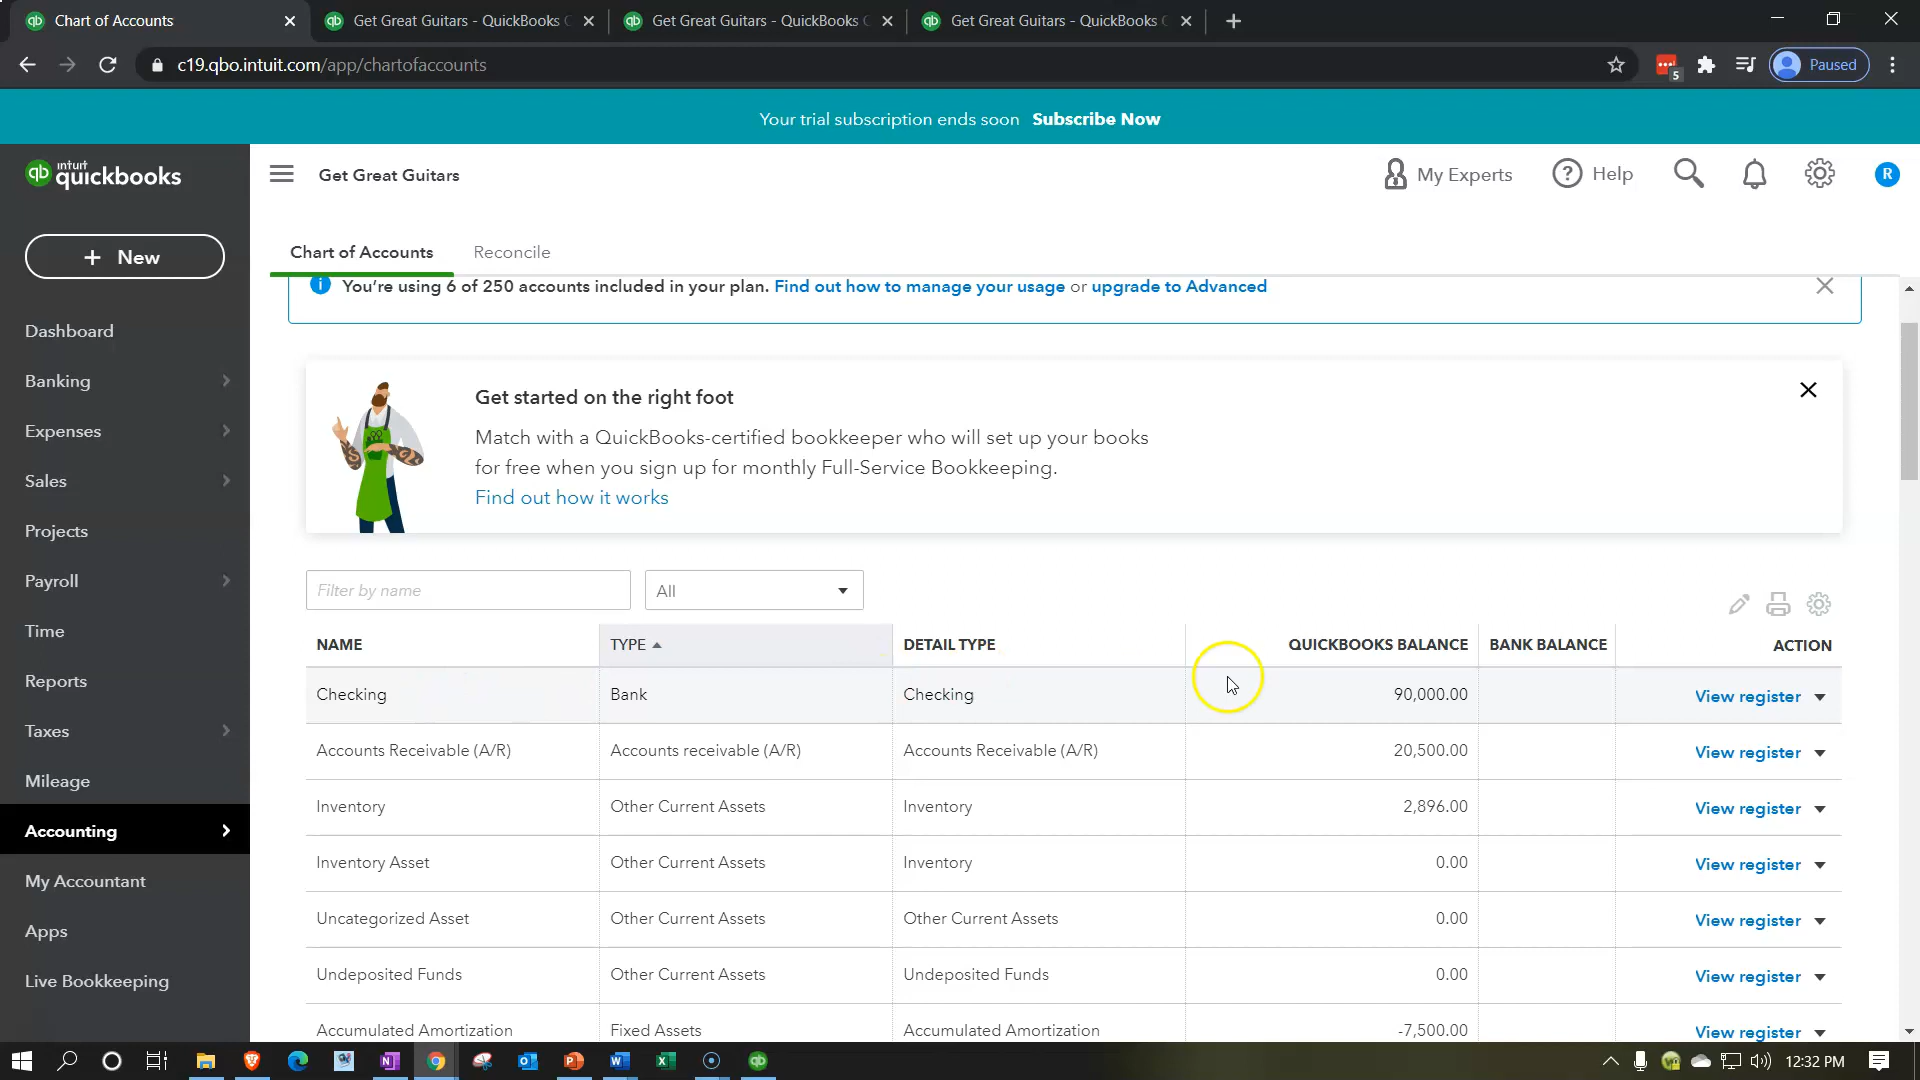 Chart of Accounts
Get Great Guitars - QuickBooks C
Get Great Guitars - QuickBooks C
Get Great Guitars - QuickBooks C
c19.qbo.intuit.com/app/chartofaccounts
5
Paused
Your trial subscription ends soon Subscribe Now
qb intuit quickbooks
Get Great Guitars
My Experts
? Help
R
+ New
Chart of Accounts
Reconcile
i You're using 6 of 250 accounts included in your plan. Find out how to manage your usage or upgrade to Advanced
Dashboard
Banking
Expenses
Sales
Projects
Payroll
Time
Reports
Taxes
Mileage
Accounting
My Accountant
Apps
Live Bookkeeping
Get started on the right foot
Match with a QuickBooks-certified bookkeeper who will set up your books
for free when you sign up for monthly Full-Service Bookkeeping.
Find out how it works
Filter by name
All
NAME TYPE DETAIL TYPE QUICKBOOKS BALANCE BANK BALANCE ACTION
Checking Bank Checking 90,000.00 View register
Accounts Receivable (A/R) Accounts receivable (A/R) Accounts Receivable (A/R) 20,500.00 View register
Inventory Other Current Assets Inventory 2,896.00 View register
Inventory Asset Other Current Assets Inventory 0.00 View register
Uncategorized Asset Other Current Assets Other Current Assets 0.00 View register
Undeposited Funds Other Current Assets Undeposited Funds 0.00 View register
Accumulated Amortization Fixed Assets Accumulated Amortization -7,500.00 View register
12:32 PM